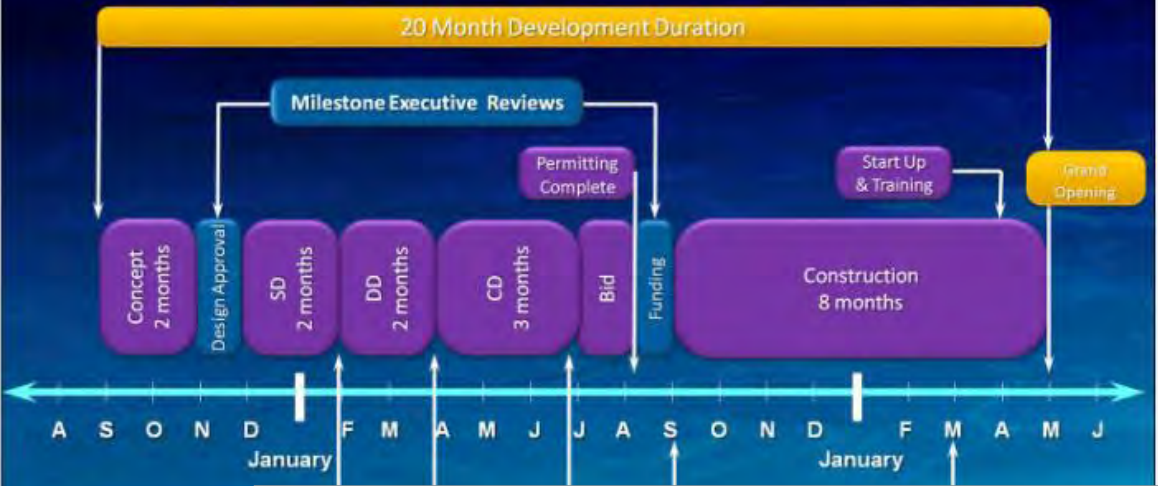 20 Month Development Duration
Milestone Executive Reviews
Permitting
Complete
Start Up
& Training
Grand
Opening
Concept
2 months
Design Approval
SD
2 months
DD
2 months
CD
3 months
Bid
Funding
Construction
8 months
A S O N D F M A M J J A S O N D F M A M J
January January